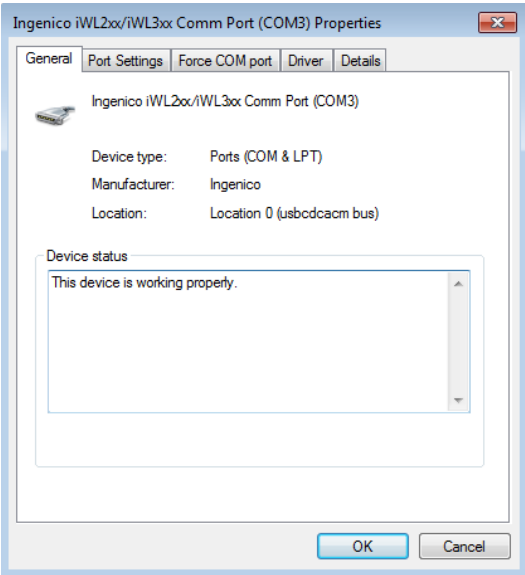 Ingenico iWL2xx/iWL3xx Comm Port (COM3) Properties
General Port Settings Force COM port Driver Details
Ingenico iWL2xx/iWL3xx Comm Port (COM3)
Device type: Ports (COM & LPT)
Manufacturer: Ingenico
Location: Location 0 (usbcdcacm bus)
Device status
This device is working properly.
OK Cancel